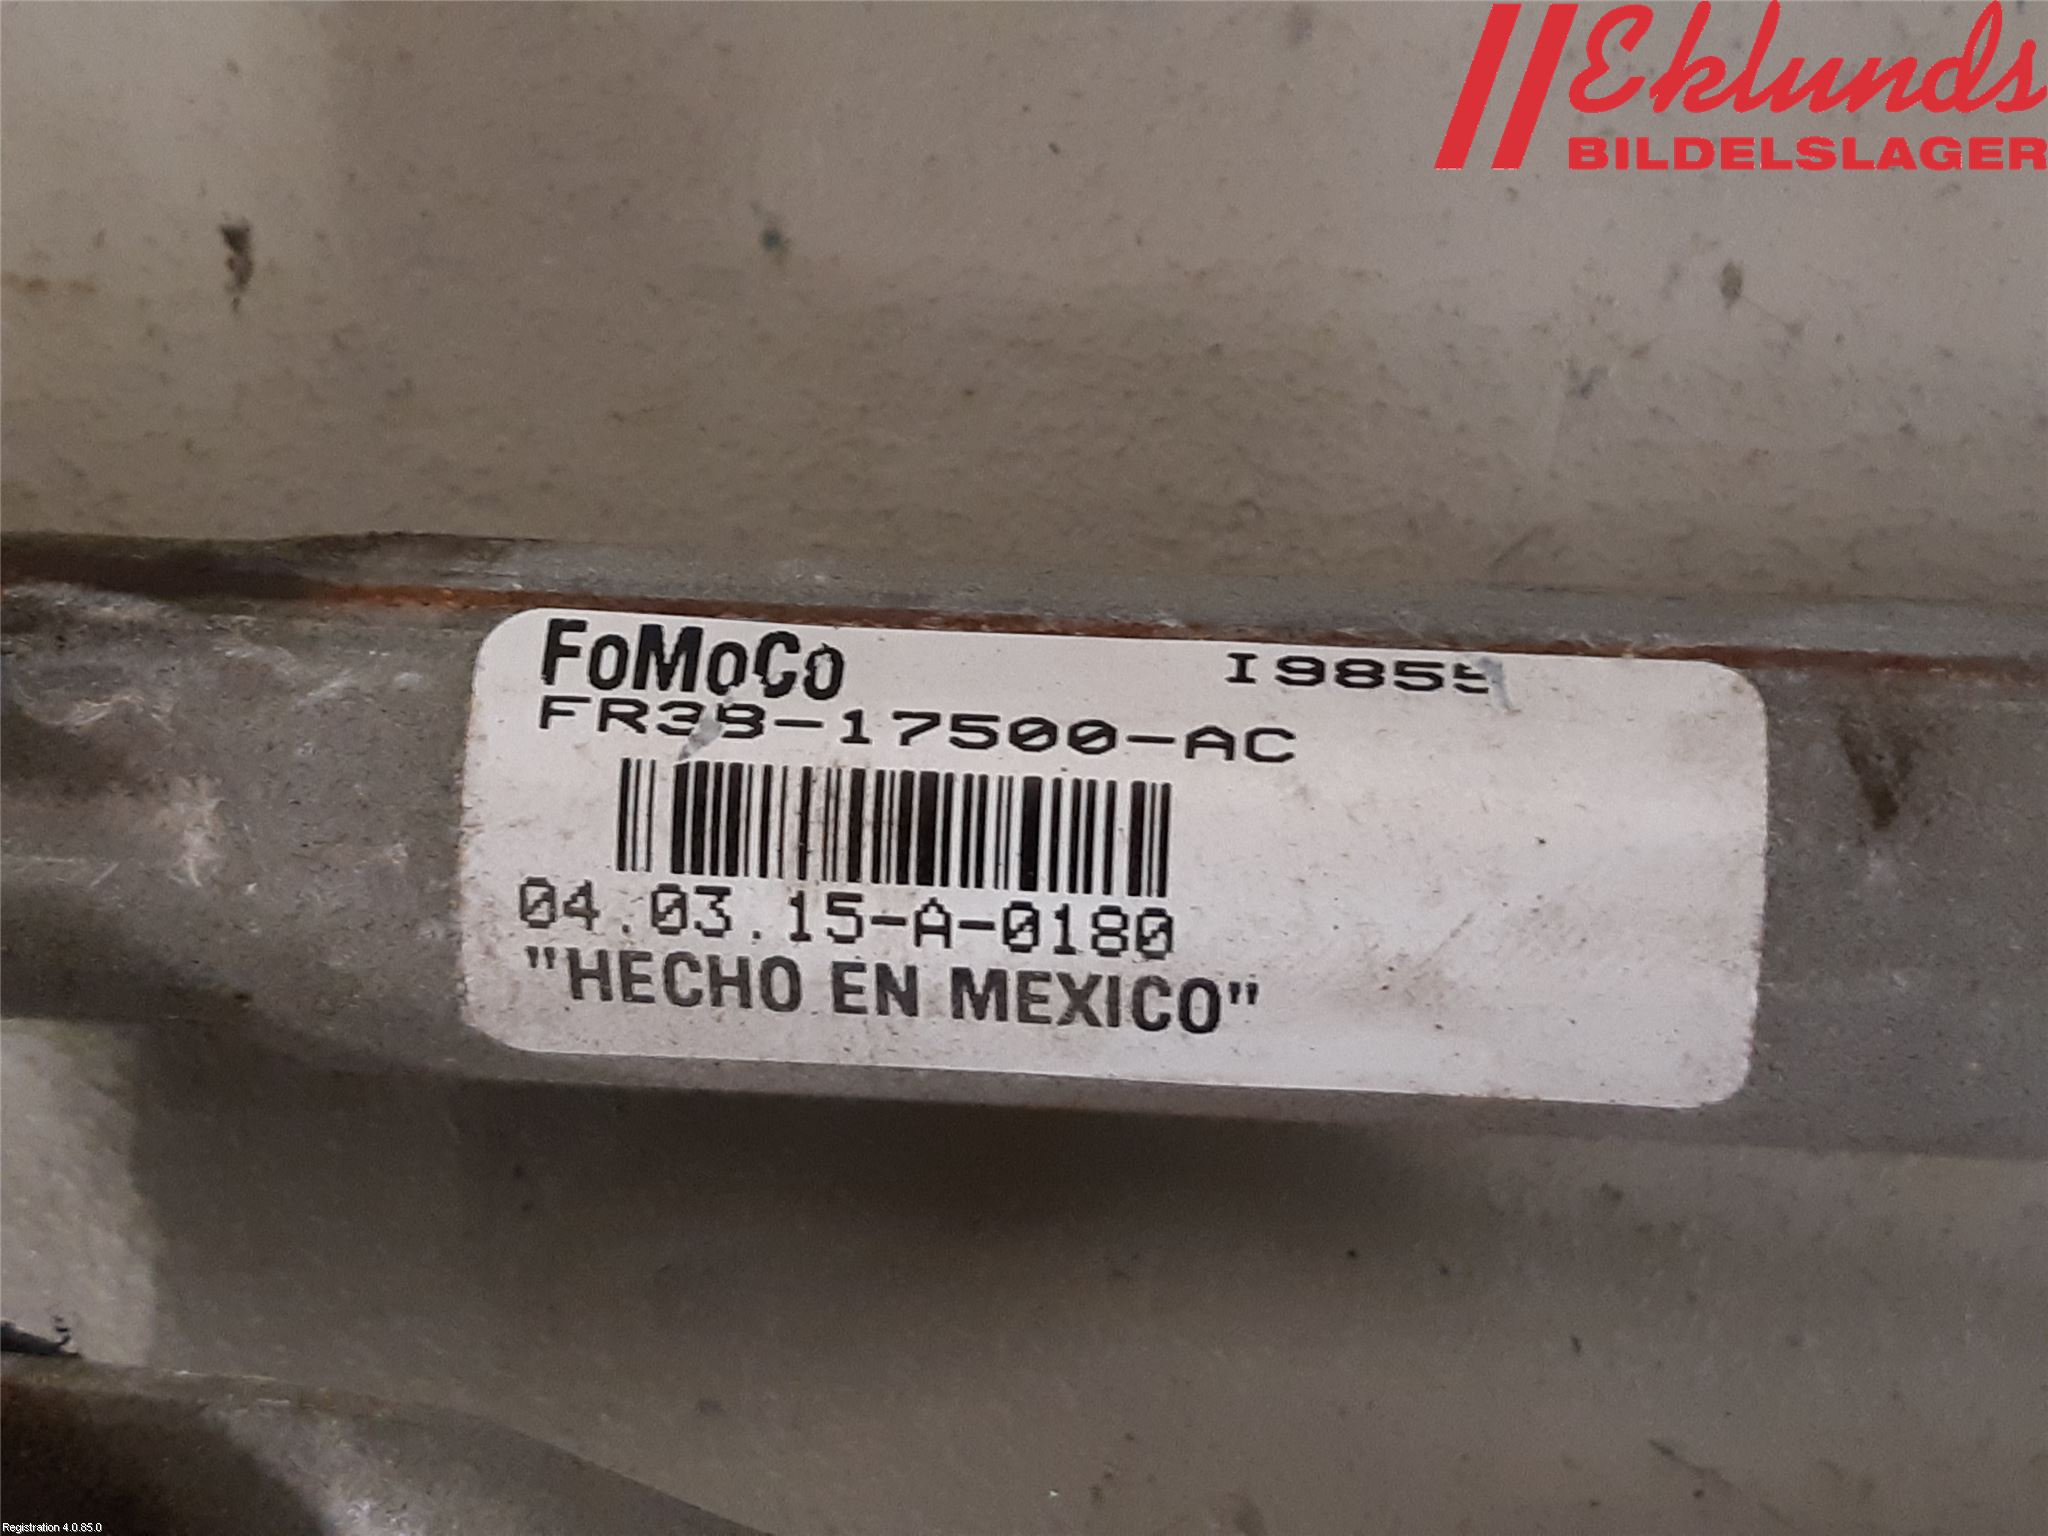 Eklunds
BILDELSLAGER
FoMoCo I9855
FR3B-17500-AC
04.03.15-A-0180
"HECHO EN MEXICO"
Registration 4.0.85.0